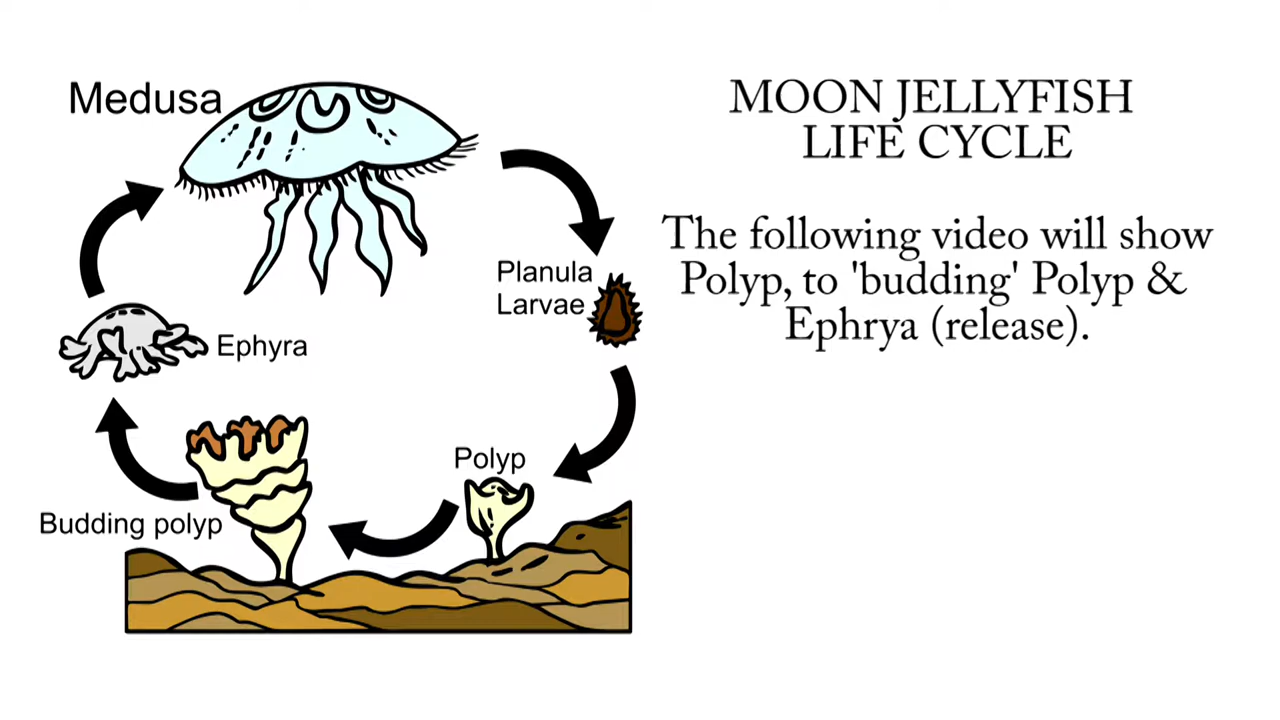 Medusa
MOON JELLYFISH
LIFE CYCLE
The following video will show
Polyp, to 'budding' Polyp &
Ephrya (release).
Planula
Larvae
Ephyra
Polyp
Budding polyp